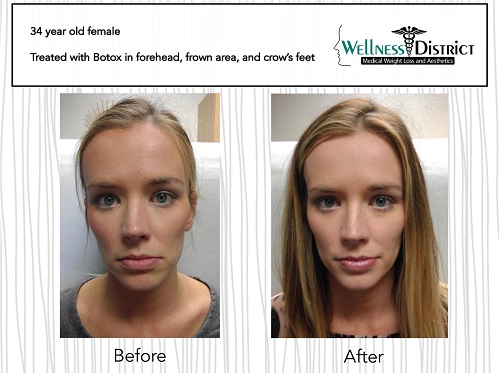 34 year old female
Treated with Botox in forehead, frown area, and crow's feet
Wellness District
Medical Weight Loss and Aesthetics
Before
After